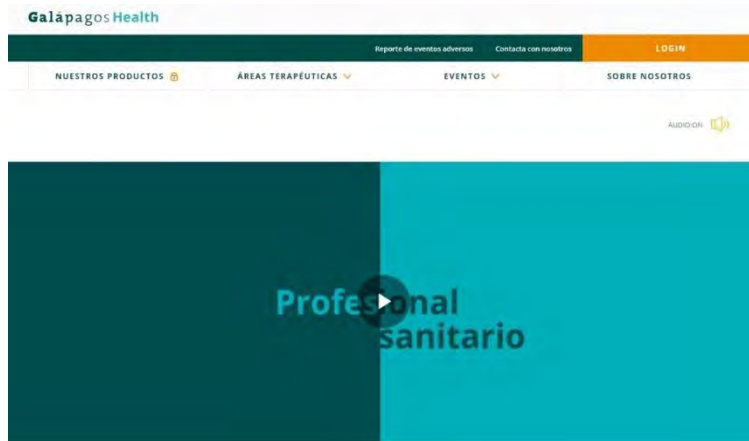 Galápagos Health
Reporte de eventos adversos Contacta con nosotros LOGIN
NUESTROS PRODUCTOS ÁREAS TERAPÉUTICAS EVENTOS SOBRE NOSOTROS
AUDIO:ON
Profesional
sanitario